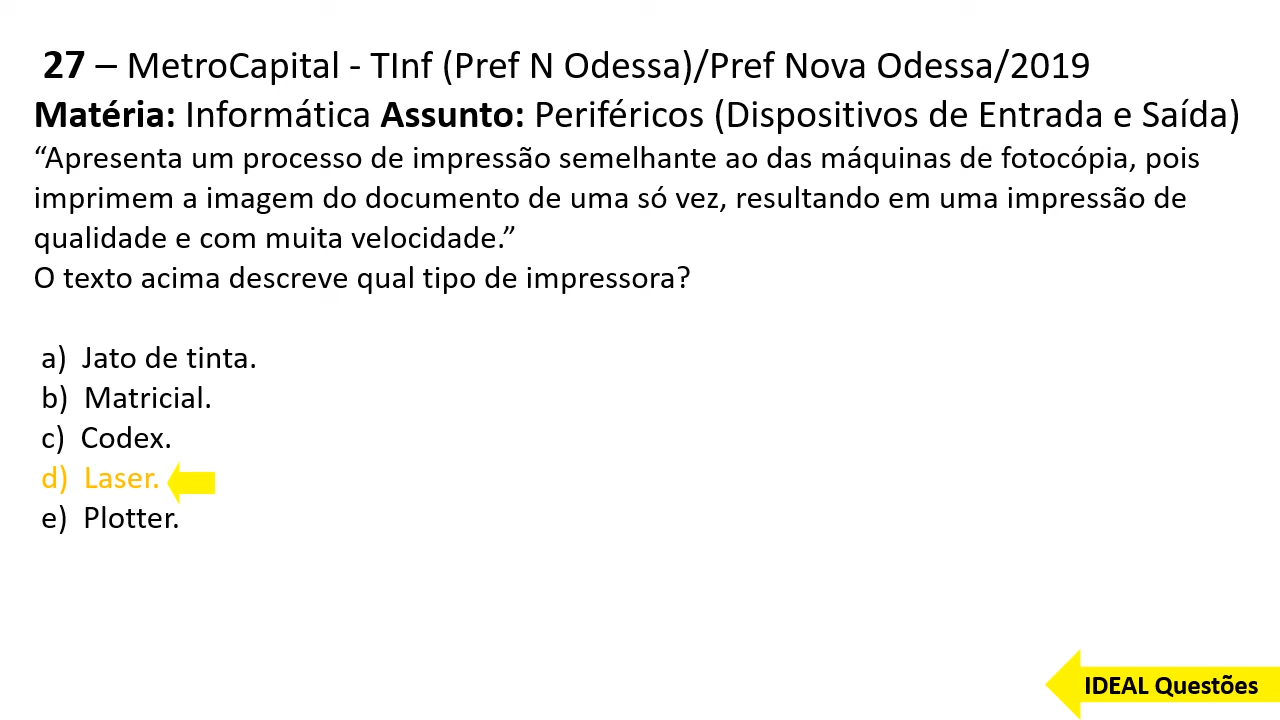 27 – MetroCapital - TInf (Pref N Odessa)/Pref Nova Odessa/2019
Matéria: Informática Assunto: Periféricos (Dispositivos de Entrada e Saída)
“Apresenta um processo de impressão semelhante ao das máquinas de fotocópia, pois
imprimem a imagem do documento de uma só vez, resultando em uma impressão de
qualidade e com muita velocidade.”
O texto acima descreve qual tipo de impressora?
a) Jato de tinta.
b) Matricial.
c) Codex.
d) Laser.
e) Plotter.
IDEAL Questões